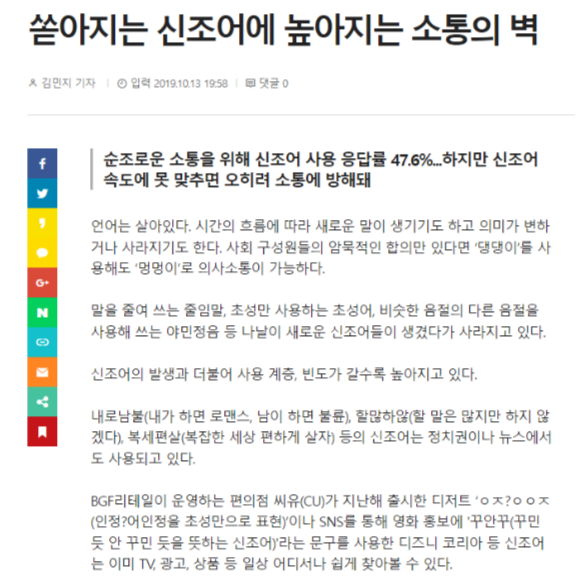 쏟아지는 신조어에 높아지는 소통의 벽
김민지 기자 입력 2019.10.13 19:58 댓글 0
순조로운 소통을 위해 신조어 사용 응답률 47.6%...하지만 신조어
속도에 못 맞추면 오히려 소통에 방해돼
언어는 살아있다. 시간의 흐름에 따라 새로운 말이 생기기도 하고 의미가 변하
거나 사라지기도 한다. 사회 구성원들의 암묵적인 합의만 있다면 '댕댕이'를 사
용해도 '멍멍이'로 의사소통이 가능하다.
말을 줄여 쓰는 줄임말, 초성만 사용하는 초성어, 비슷한 음절의 다른 음절을
사용해 쓰는 야민정음 등 나날이 새로운 신조어들이 생겼다가 사라지고 있다.
신조어의 발생과 더불어 사용 계층, 빈도가 갈수록 높아지고 있다.
내로남불(내가 하면 로맨스, 남이 하면 불륜), 할많하않(할 말은 많지만 하지 않
겠다), 복세편살(복잡한 세상 편하게 살자) 등의 신조어는 정치권이나 뉴스에서
도 사용되고 있다.
BGF리테일이 운영하는 편의점 씨유(CU)가 지난해 출시한 디저트 'ㅇㅈ?ㅇㅇㅈ
(인정?어인정을 초성만으로 표현)'이나 SNS를 통해 영화 홍보에 '꾸안꾸(꾸민
듯 안 꾸민 듯을 뜻하는 신조어)'라는 문구를 사용한 디즈니 코리아 등 신조어
는 이미 TV, 광고, 상품 등 일상 어디서나 쉽게 찾아볼 수 있다.